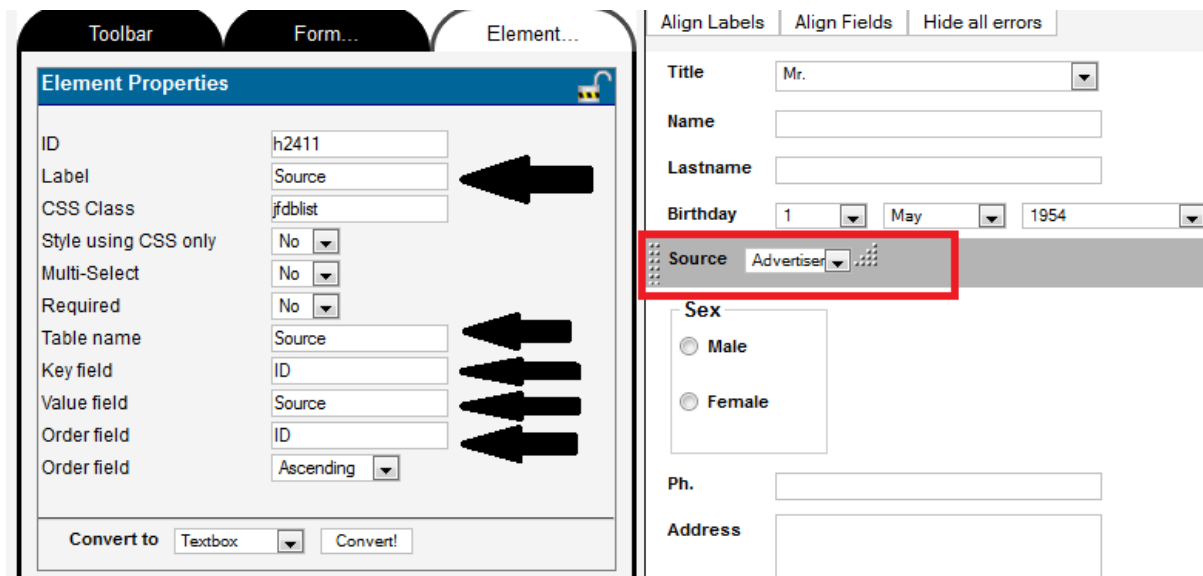 Toolbar
Form...
Element...
Element Properties
ID h2411
Label Source
CSS Class jfdblist
Style using CSS only No
Multi-Select No
Required No
Table name Source
Key field ID
Value field Source
Order field ID
Order field Ascending
Convert to Textbox Convert!
Align Labels Align Fields Hide all errors
Title Mr.
Name
Lastname
Birthday 1 May 1954
Source Advertiser
Sex
Male
Female
Ph.
Address